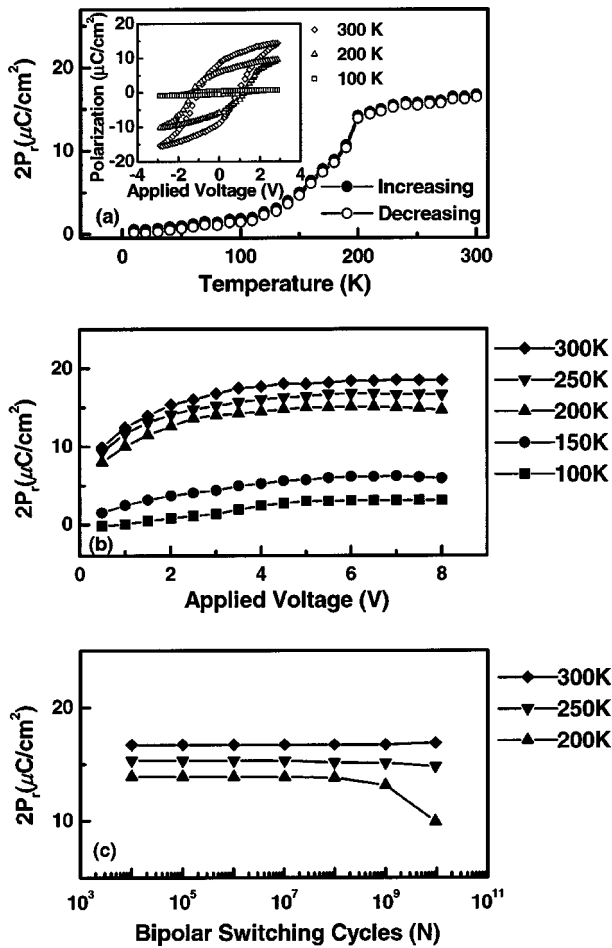 20
10
0
2Pr(μC/cm²)
Polarization (μC/cm²)
20
10
0
-10
-20
-4 -2 0 2 4
Applied Voltage (V)
300 K
200 K
100 K
Increasing
Decreasing
(a)
0 100 200 300
Temperature (K)
20
10
0
2Pr(μC/cm²)
300K
250K
200K
150K
100K
(b)
0 2 4 6 8
Applied Voltage (V)
20
10
2Pr(μC/cm²)
300K
250K
200K
(c)
10³ 10⁵ 10⁷ 10⁹ 10¹¹
Bipolar Switching Cycles (N)